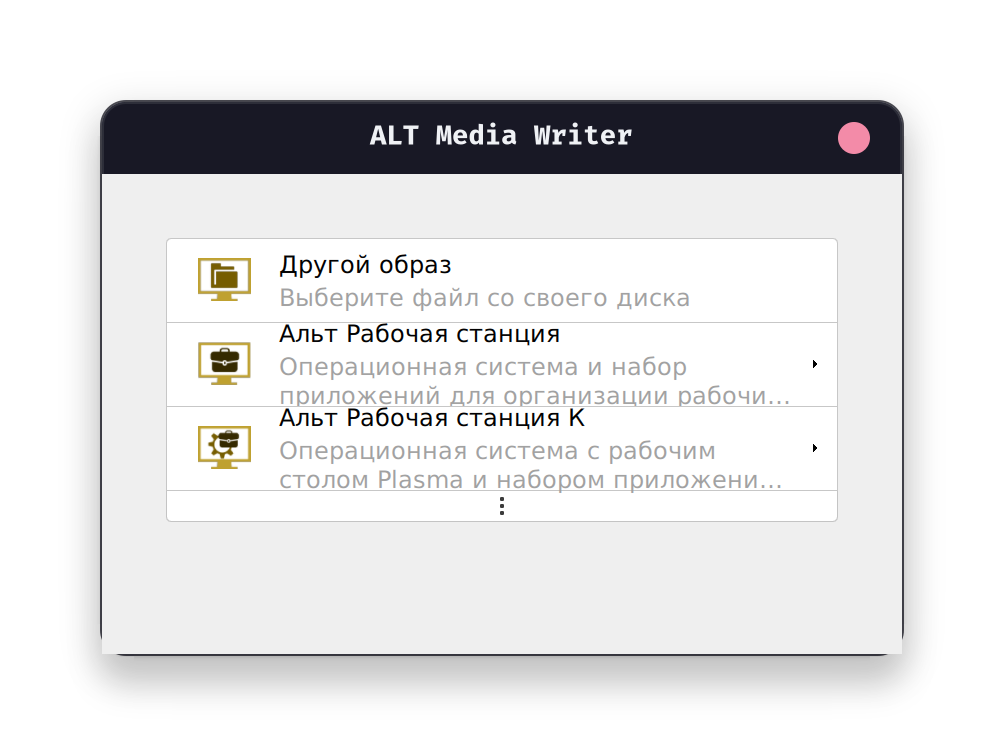 ALT Media Writer
Другой образ
Выберите файл со своего диска
Альт Рабочая станция
Операционная система и набор
приложений для организации рабочи...
Альт Рабочая станция К
Операционная система с рабочим
столом Plasma и набором приложени...